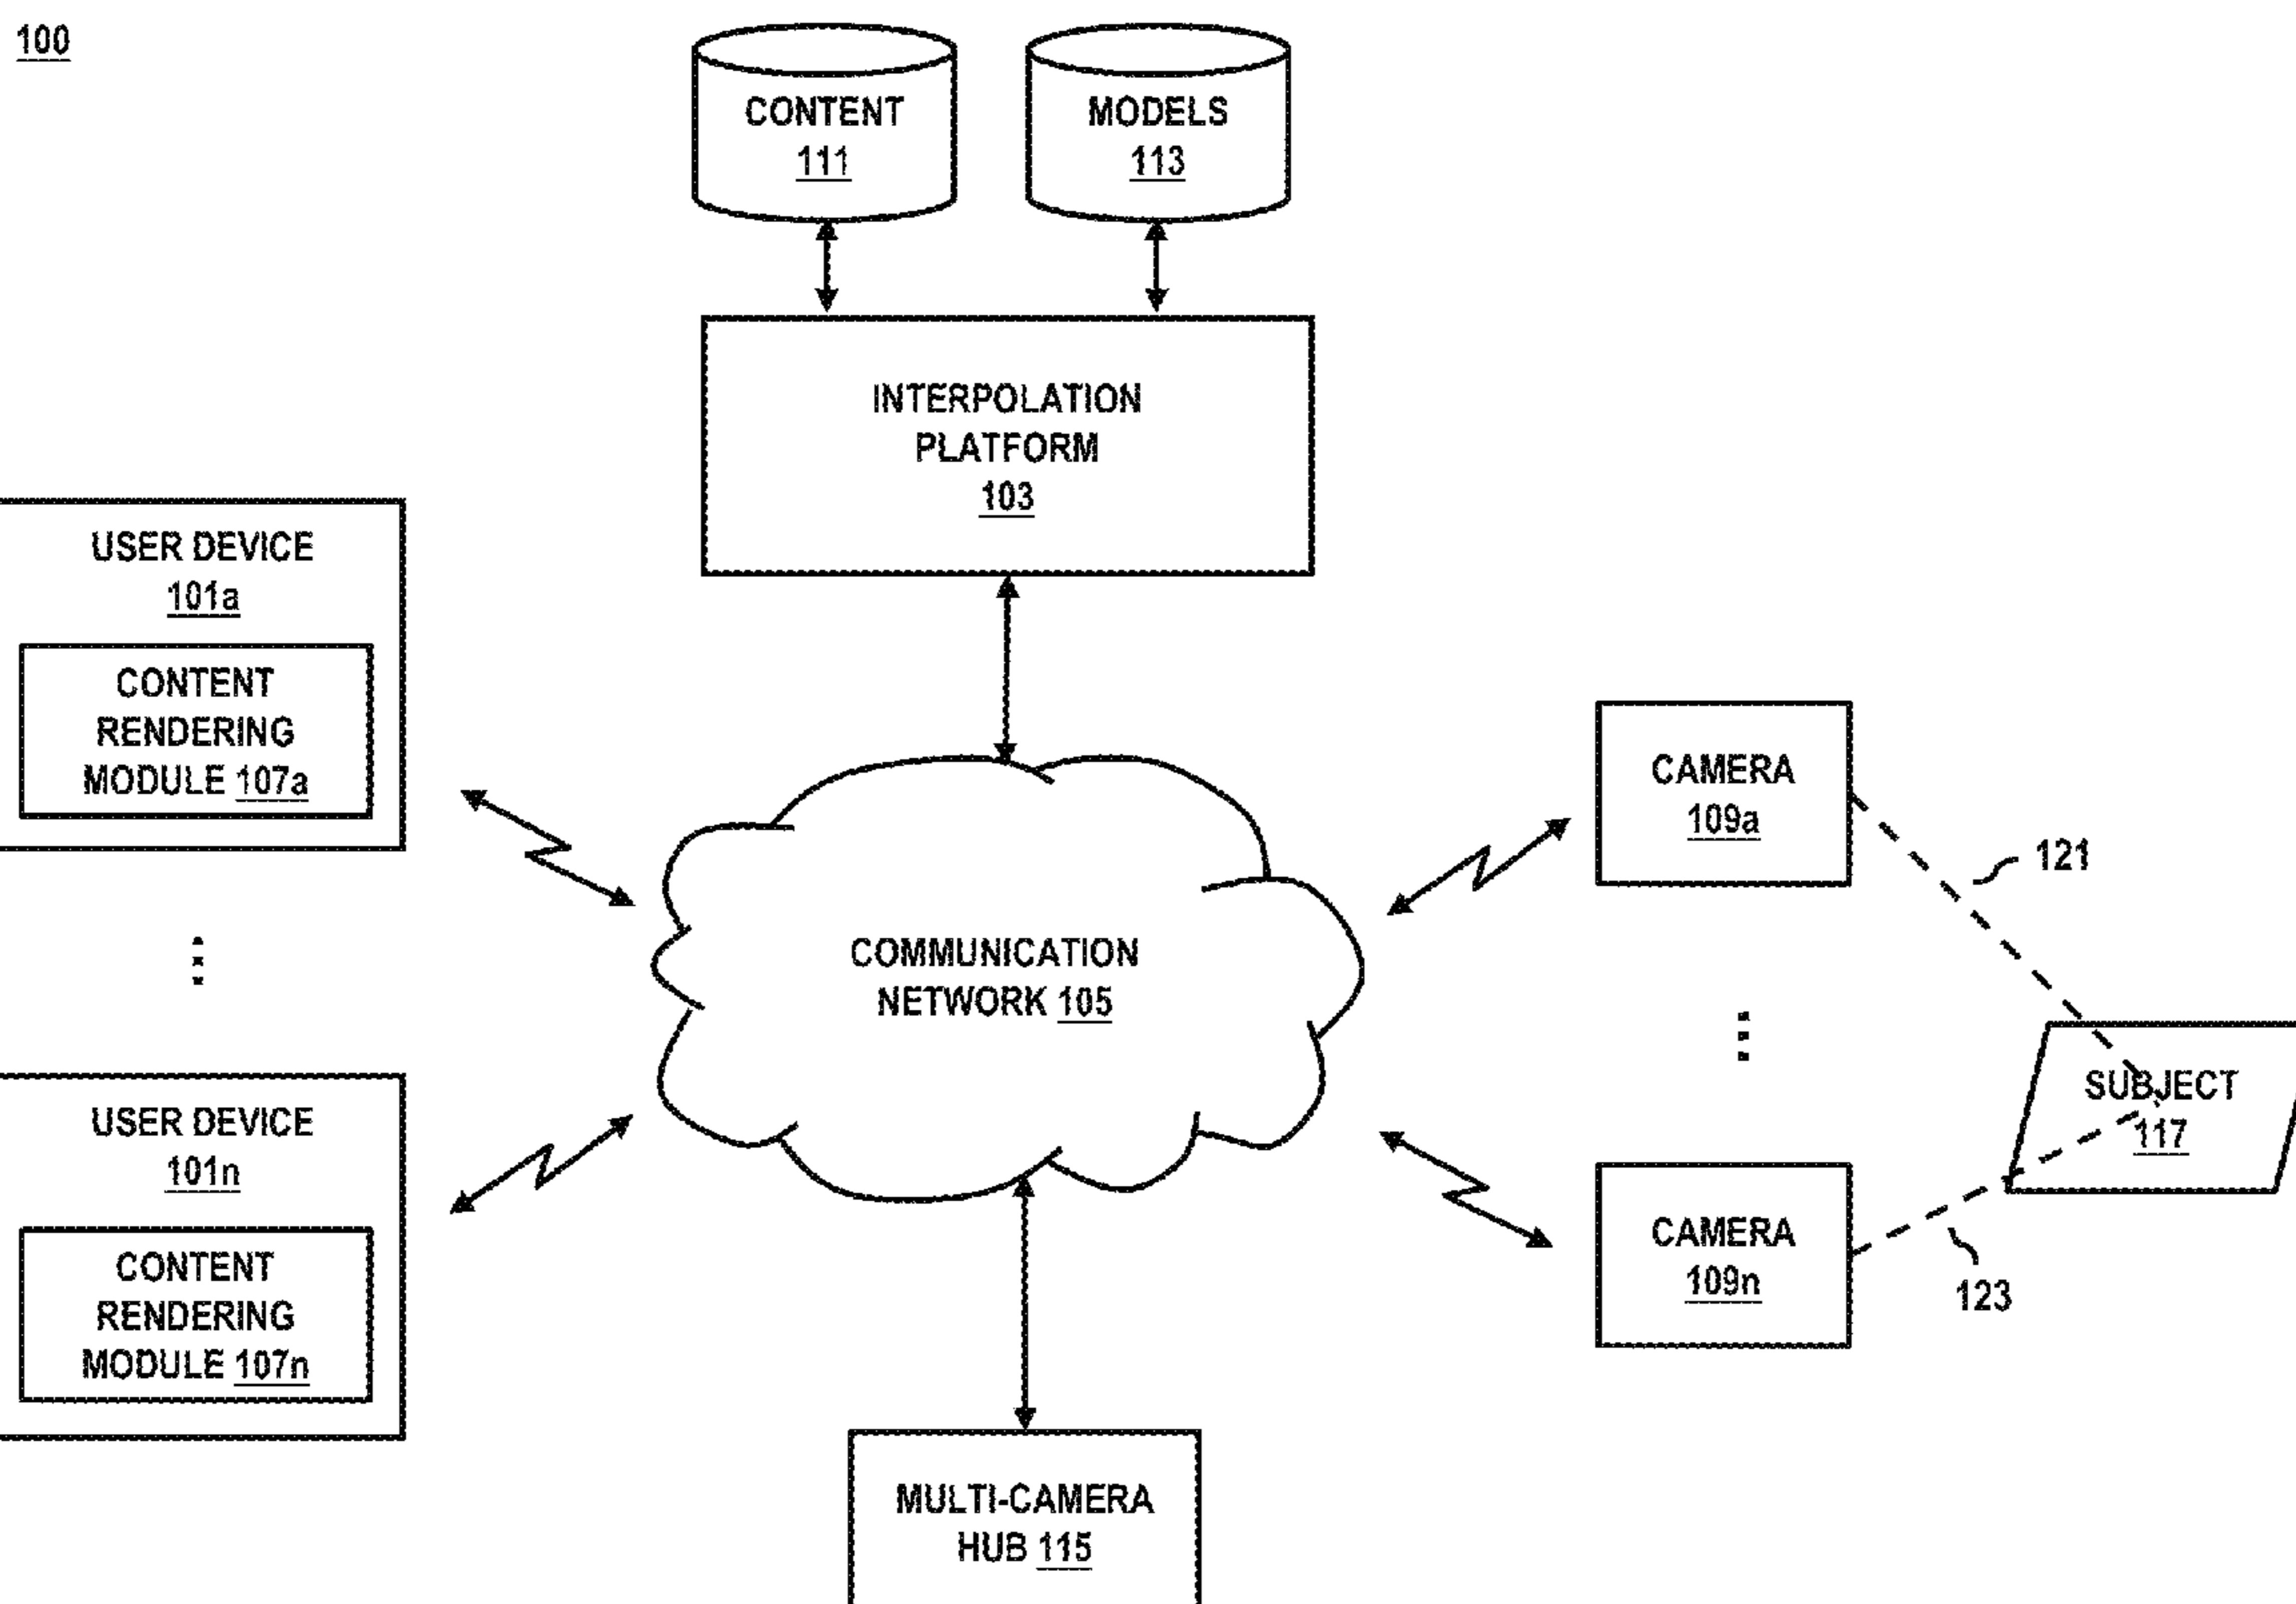 100
CONTENT
111
MODELS
113
INTERPOLATION
PLATFORM
103
USER DEVICE
101a
CONTENT
RENDERING
MODULE 107a
CAMERA
109a
121
COMMUNICATION
NETWORK 105
SUBJECT
117
USER DEVICE
101n
CONTENT
RENDERING
MODULE 107n
CAMERA
109n
123
MULTI-CAMERA
HUB 115